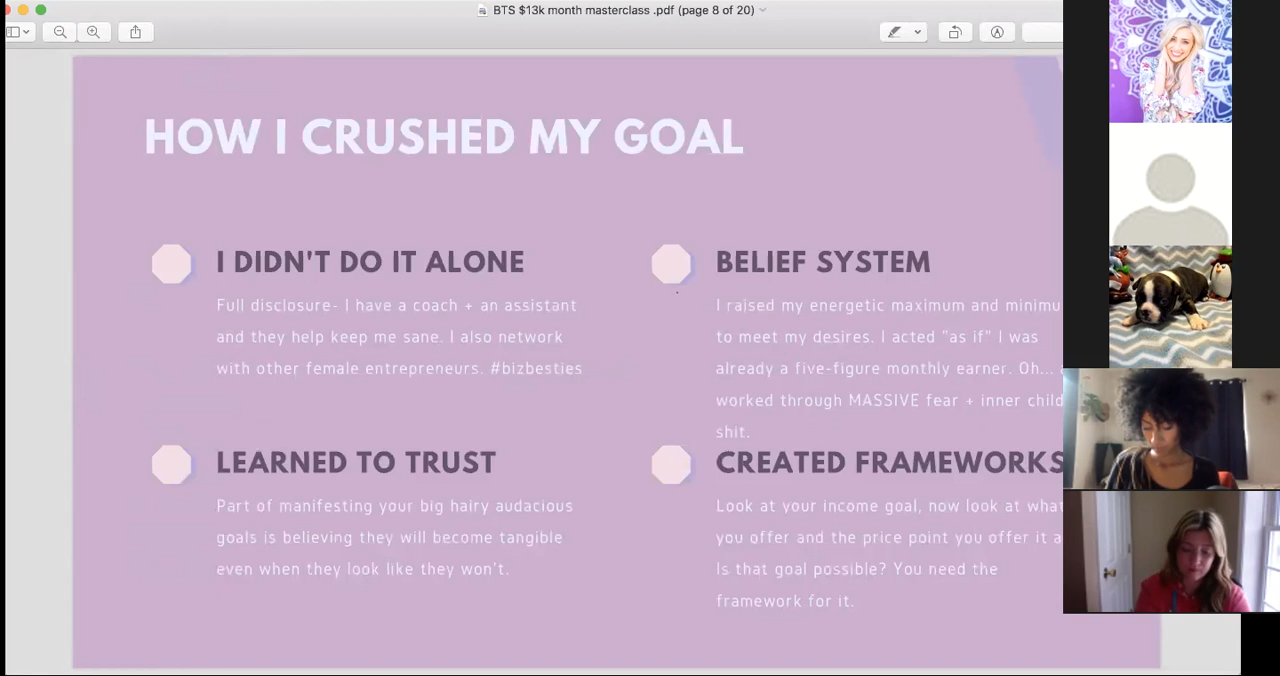 BTS $13k month masterclass .pdf (page 8 of 20)
HOW I CRUSHED MY GOAL
I DIDN'T DO IT ALONE
Full disclosure- I have a coach + an assistant
and they help keep me sane. I also network
with other female entrepreneurs. #bizbesties
BELIEF SYSTEM
I raised my energetic maximum and minimu
to meet my desires. I acted "as if" I was
already a five-figure monthly earner. Oh...
worked through MASSIVE fear + inner child
shit.
LEARNED TO TRUST
Part of manifesting your big hairy audacious
goals is believing they will become tangible
even when they look like they won't.
CREATED FRAMEWORKS
Look at your income goal, now look at what
you offer and the price point you offer it a
Is that goal possible? You need the
framework for it.